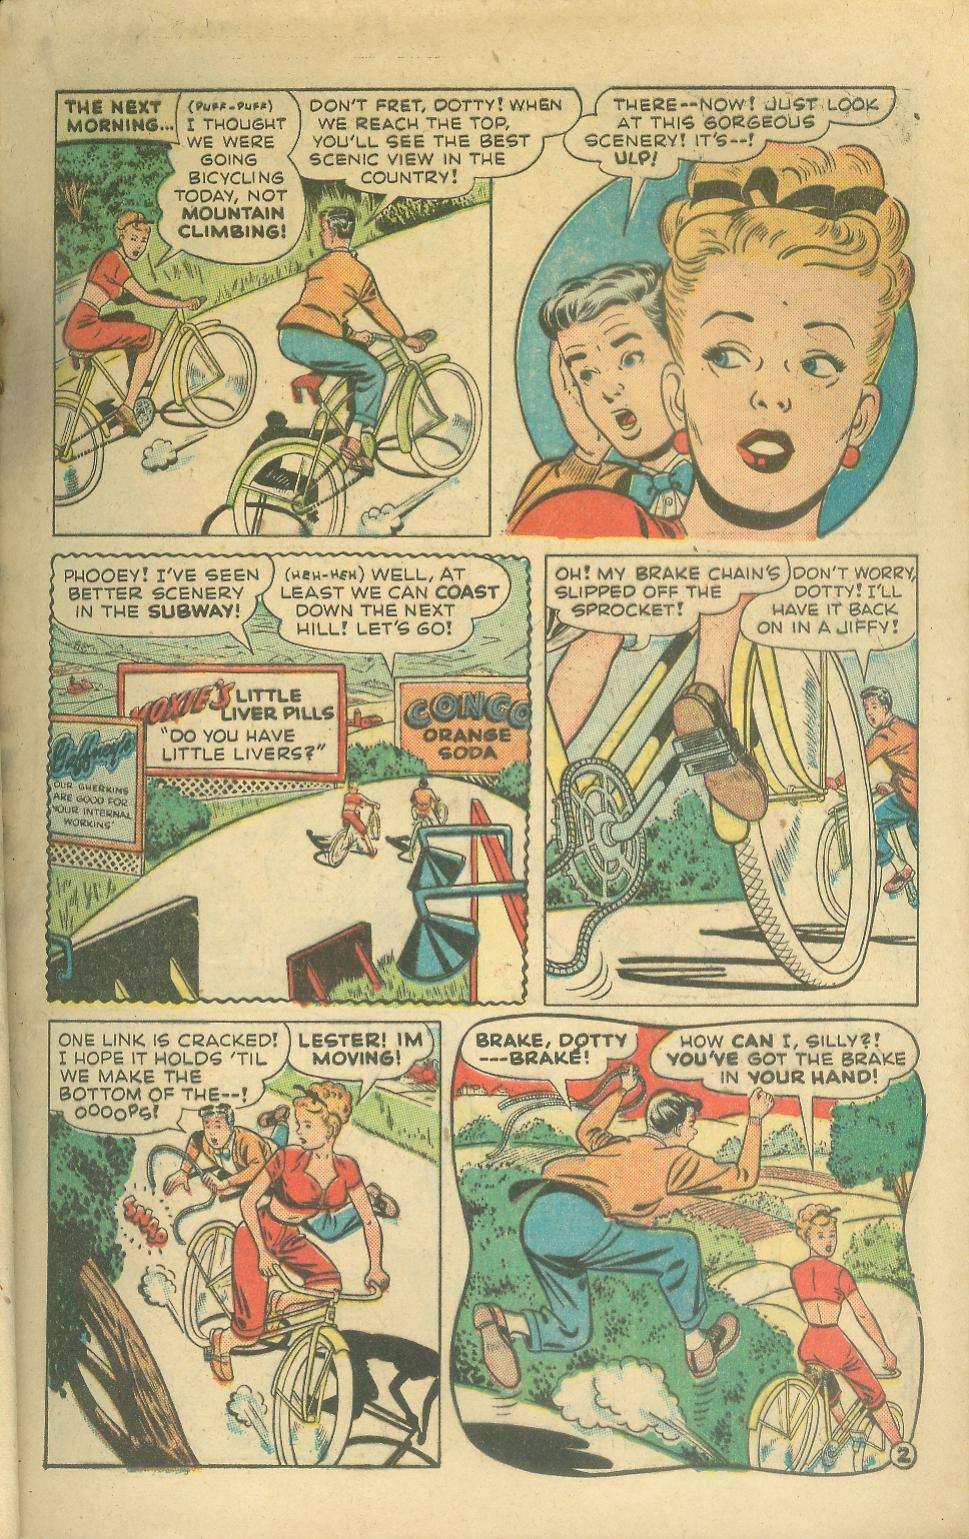 THE NEXT
MORNING...
(PUFF-PUFF)
I THOUGHT
WE WERE
GOING
BICYCLING
TODAY, NOT
MOUNTAIN
CLIMBING!
DON'T FRET, DOTTY! WHEN
WE REACH THE TOP,
YOU'LL SEE THE BEST
SCENIC VIEW IN THE
COUNTRY!
THERE--NOW! JUST LOOK
AT THIS GORGEOUS
SCENERY! IT'S--!
ULP!
PHOOEY! I'VE SEEN
BETTER SCENERY
IN THE SUBWAY!
(HEH-HEH) WELL, AT
LEAST WE CAN COAST
DOWN THE NEXT
HILL! LET'S GO!
MOXIE'S LITTLE
LIVER PILLS
"DO YOU HAVE
LITTLE LIVERS?"
CONGO
ORANGE
SODA
OUR GHERKINS
ARE GOOD FOR
YOUR INTERNAL
WORKINS'
OH! MY BRAKE CHAIN'S
SLIPPED OFF THE
SPROCKET!
DON'T WORRY,
DOTTY! I'LL
HAVE IT BACK
ON IN A JIFFY!
ONE LINK IS CRACKED!
I HOPE IT HOLDS 'TIL
WE MAKE THE
BOTTOM OF THE--!
OOOOPS!
LESTER! IM
MOVING!
BRAKE, DOTTY
---BRAKE!
HOW CAN I, SILLY?!
YOU'VE GOT THE BRAKE
IN YOUR HAND!
2